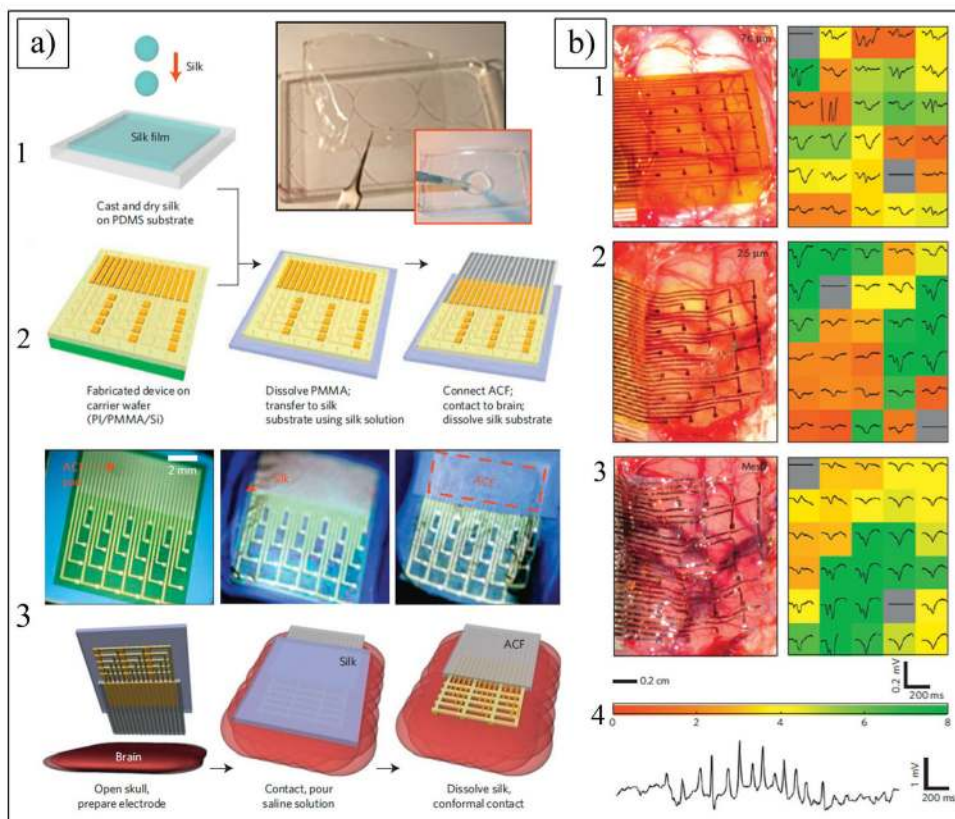 a)
Silk
1
Silk film
Cast and dry silk
on PDMS substrate
2
Fabricated device on
carrier wafer
(PI/PMMA/Si)
Dissolve PMMA;
transfer to silk
substrate using silk solution
Connect ACF;
contact to brain;
dissolve silk substrate
ACF
2 mm
Silk
ACF
3
Brain
Silk
ACF
Open skull,
prepare electrode
Contact, pour
saline solution
Dissolve silk,
conformal contact
b)
1
76 μm
2
2.5 μm
3
Mesh
0.2 cm
0.2 mV
200 ms
4
0
2
4
6
8
1 mV
200 ms